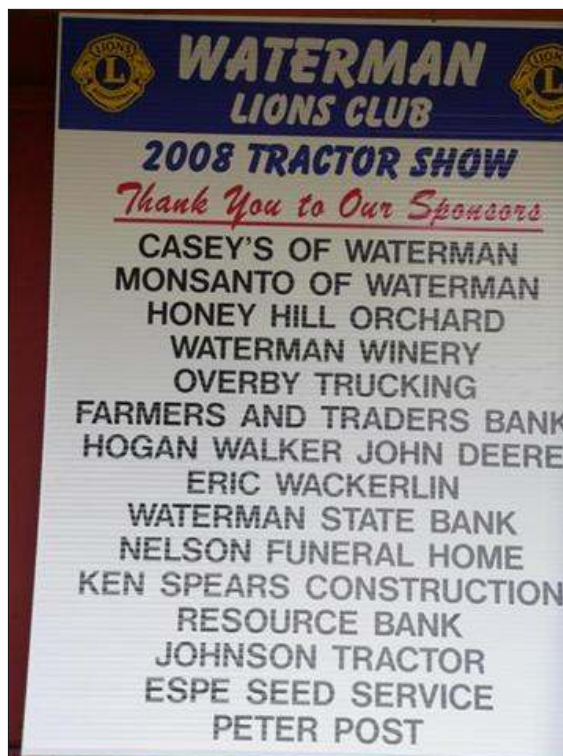 WATERMAN
LIONS CLUB
2008 TRACTOR SHOW
Thank You to Our Sponsors
CASEY'S OF WATERMAN
MONSANTO OF WATERMAN
HONEY HILL ORCHARD
WATERMAN WINERY
OVERBY TRUCKING
FARMERS AND TRADERS BANK
HOGAN WALKER JOHN DEERE
ERIC WACKERLIN
WATERMAN STATE BANK
NELSON FUNERAL HOME
KEN SPEARS CONSTRUCTION
RESOURCE BANK
JOHNSON TRACTOR
ESPE SEED SERVICE
PETER POST
LIONS
L
LIONS
L